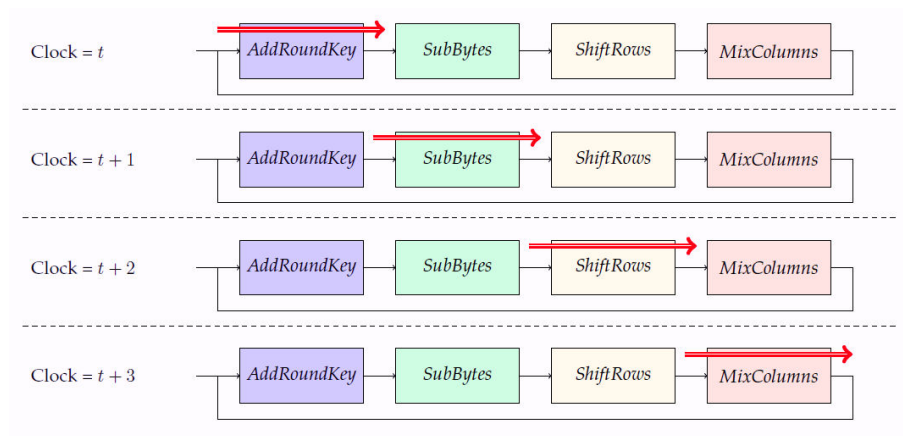 Clock = t AddRoundKey SubBytes ShiftRows MixColumns
Clock = t + 1 AddRoundKey SubBytes ShiftRows MixColumns
Clock = t + 2 AddRoundKey SubBytes ShiftRows MixColumns
Clock = t + 3 AddRoundKey SubBytes ShiftRows MixColumns